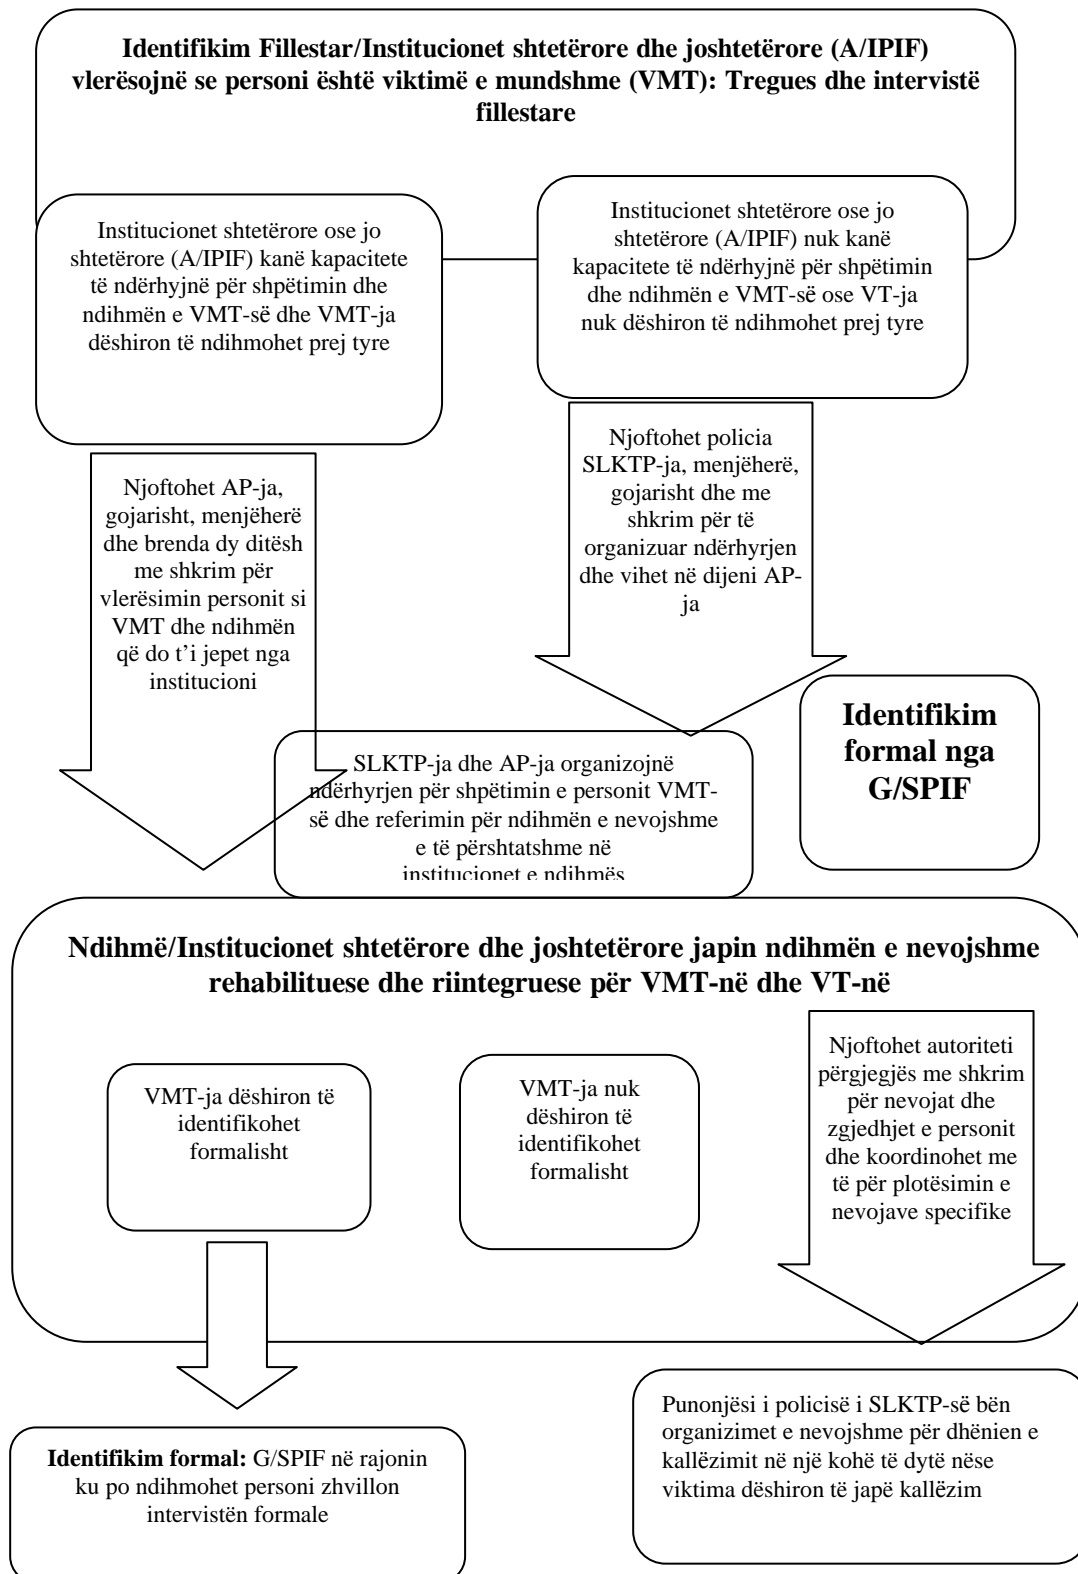 Identifikim Fillestar/Institucionet shtetërore dhe joshtetërore (A/IPIF)
vlerësojnë se personi është viktimë e mundshme (VMT): Tregues dhe intervistë
fillestare
Institucionet shtetërore ose jo
shtetërore (A/IPIF) kanë kapacitete
të ndërhyjnë për shpëtimin dhe
ndihmën e VMT-së dhe VMT-ja
dëshiron të ndihmohet prej tyre
Institucionet shtetërore ose jo
shtetërore (A/IPIF) nuk kanë
kapacitete të ndërhyjnë për shpëtimin
dhe ndihmën e VMT-së ose VT-ja
nuk dëshiron të ndihmohet prej tyre
Njoftohet AP-ja,
gojarisht, menjëherë
dhe brenda dy ditësh
me shkrim për
vlerësimin personit si
VMT dhe ndihmën
që do t'i jepet nga
institucioni
Njoftohet policia
SLKTP-ja, menjëherë,
gojarisht dhe me
shkrim për të
organizuar ndërhyrjen
dhe vihet në dijeni AP-
ja
Identifikim
formal nga
G/SPIF
SLKTP-ja dhe AP-ja organizojnë
ndërhyrjen për shpëtimin e personit VMT-
së dhe referimin për ndihmën e nevojshme
e të përshtatshme në
institucionet e ndihmës
Ndihmë/Institucionet shtetërore dhe joshtetërore japin ndihmën e nevojshme
rehabilituese dhe riintegruese për VMT-në dhe VT-në
VMT-ja dëshiron të
identifikohet
formalisht
VMT-ja nuk
dëshiron të
identifikohet
formalisht
Njoftohet autoriteti
përgjegjës me shkrim
për nevojat dhe
zgjedhjet e personit
dhe koordinohet me
të për plotësimin e
nevojave specifike
Identifikim formal: G/SPIF në rajonin
ku po ndihmohet personi zhvillon
intervistën formale
Punonjësi i policisë i SLKTP-së bën
organizimet e nevojshme për dhënien e
kallëzimit në një kohë të dytë nëse
viktima dëshiron të japë kallëzim